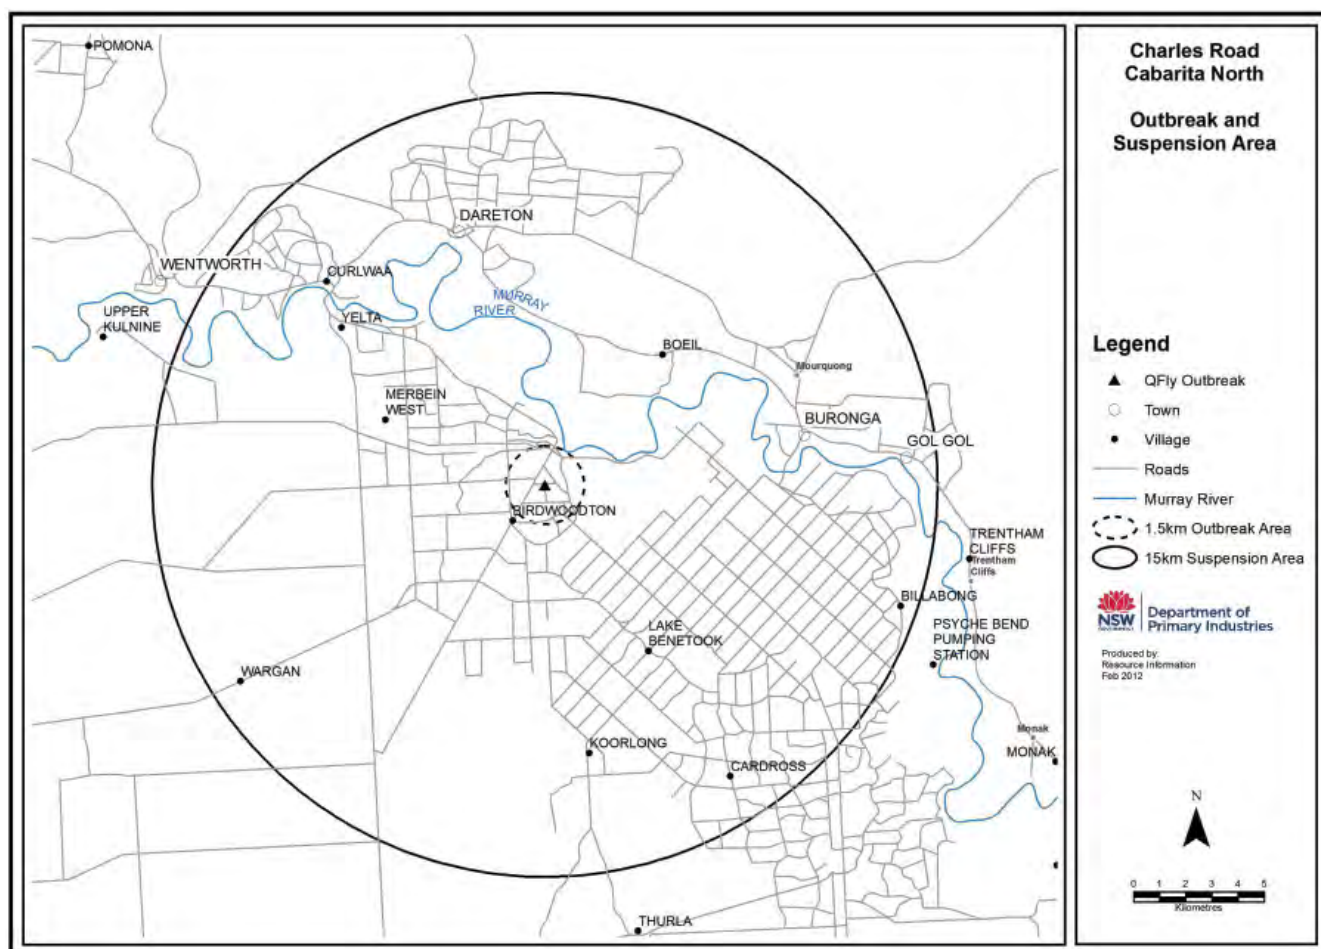 POMONA
DARETON
WENTWORTH
CURLWAA
MURRAY
RIVER
UPPER
KULNINE
YELTA
BOEIL
Mourquong
MERBEIN
WEST
BURONGA
GOL GOL
BIRDWOODTON
TRENTHAM
CLIFFS
Trentham
Cliffs
BILLABONG
LAKE
BENETOOK
PSYCHE BEND
PUMPING
STATION
WARGAN
Monak
KOORLONG
MONAK
CARDROSS
THURLA
Charles Road
Cabarita North
Outbreak and
Suspension Area
Legend
QFly Outbreak
Town
Village
Roads
Murray River
1.5km Outbreak Area
15km Suspension Area
NSW
Department of
Primary Industries
Produced by:
Resource Information
Feb 2012
N
0 1 2 3 4 5
Kilometres